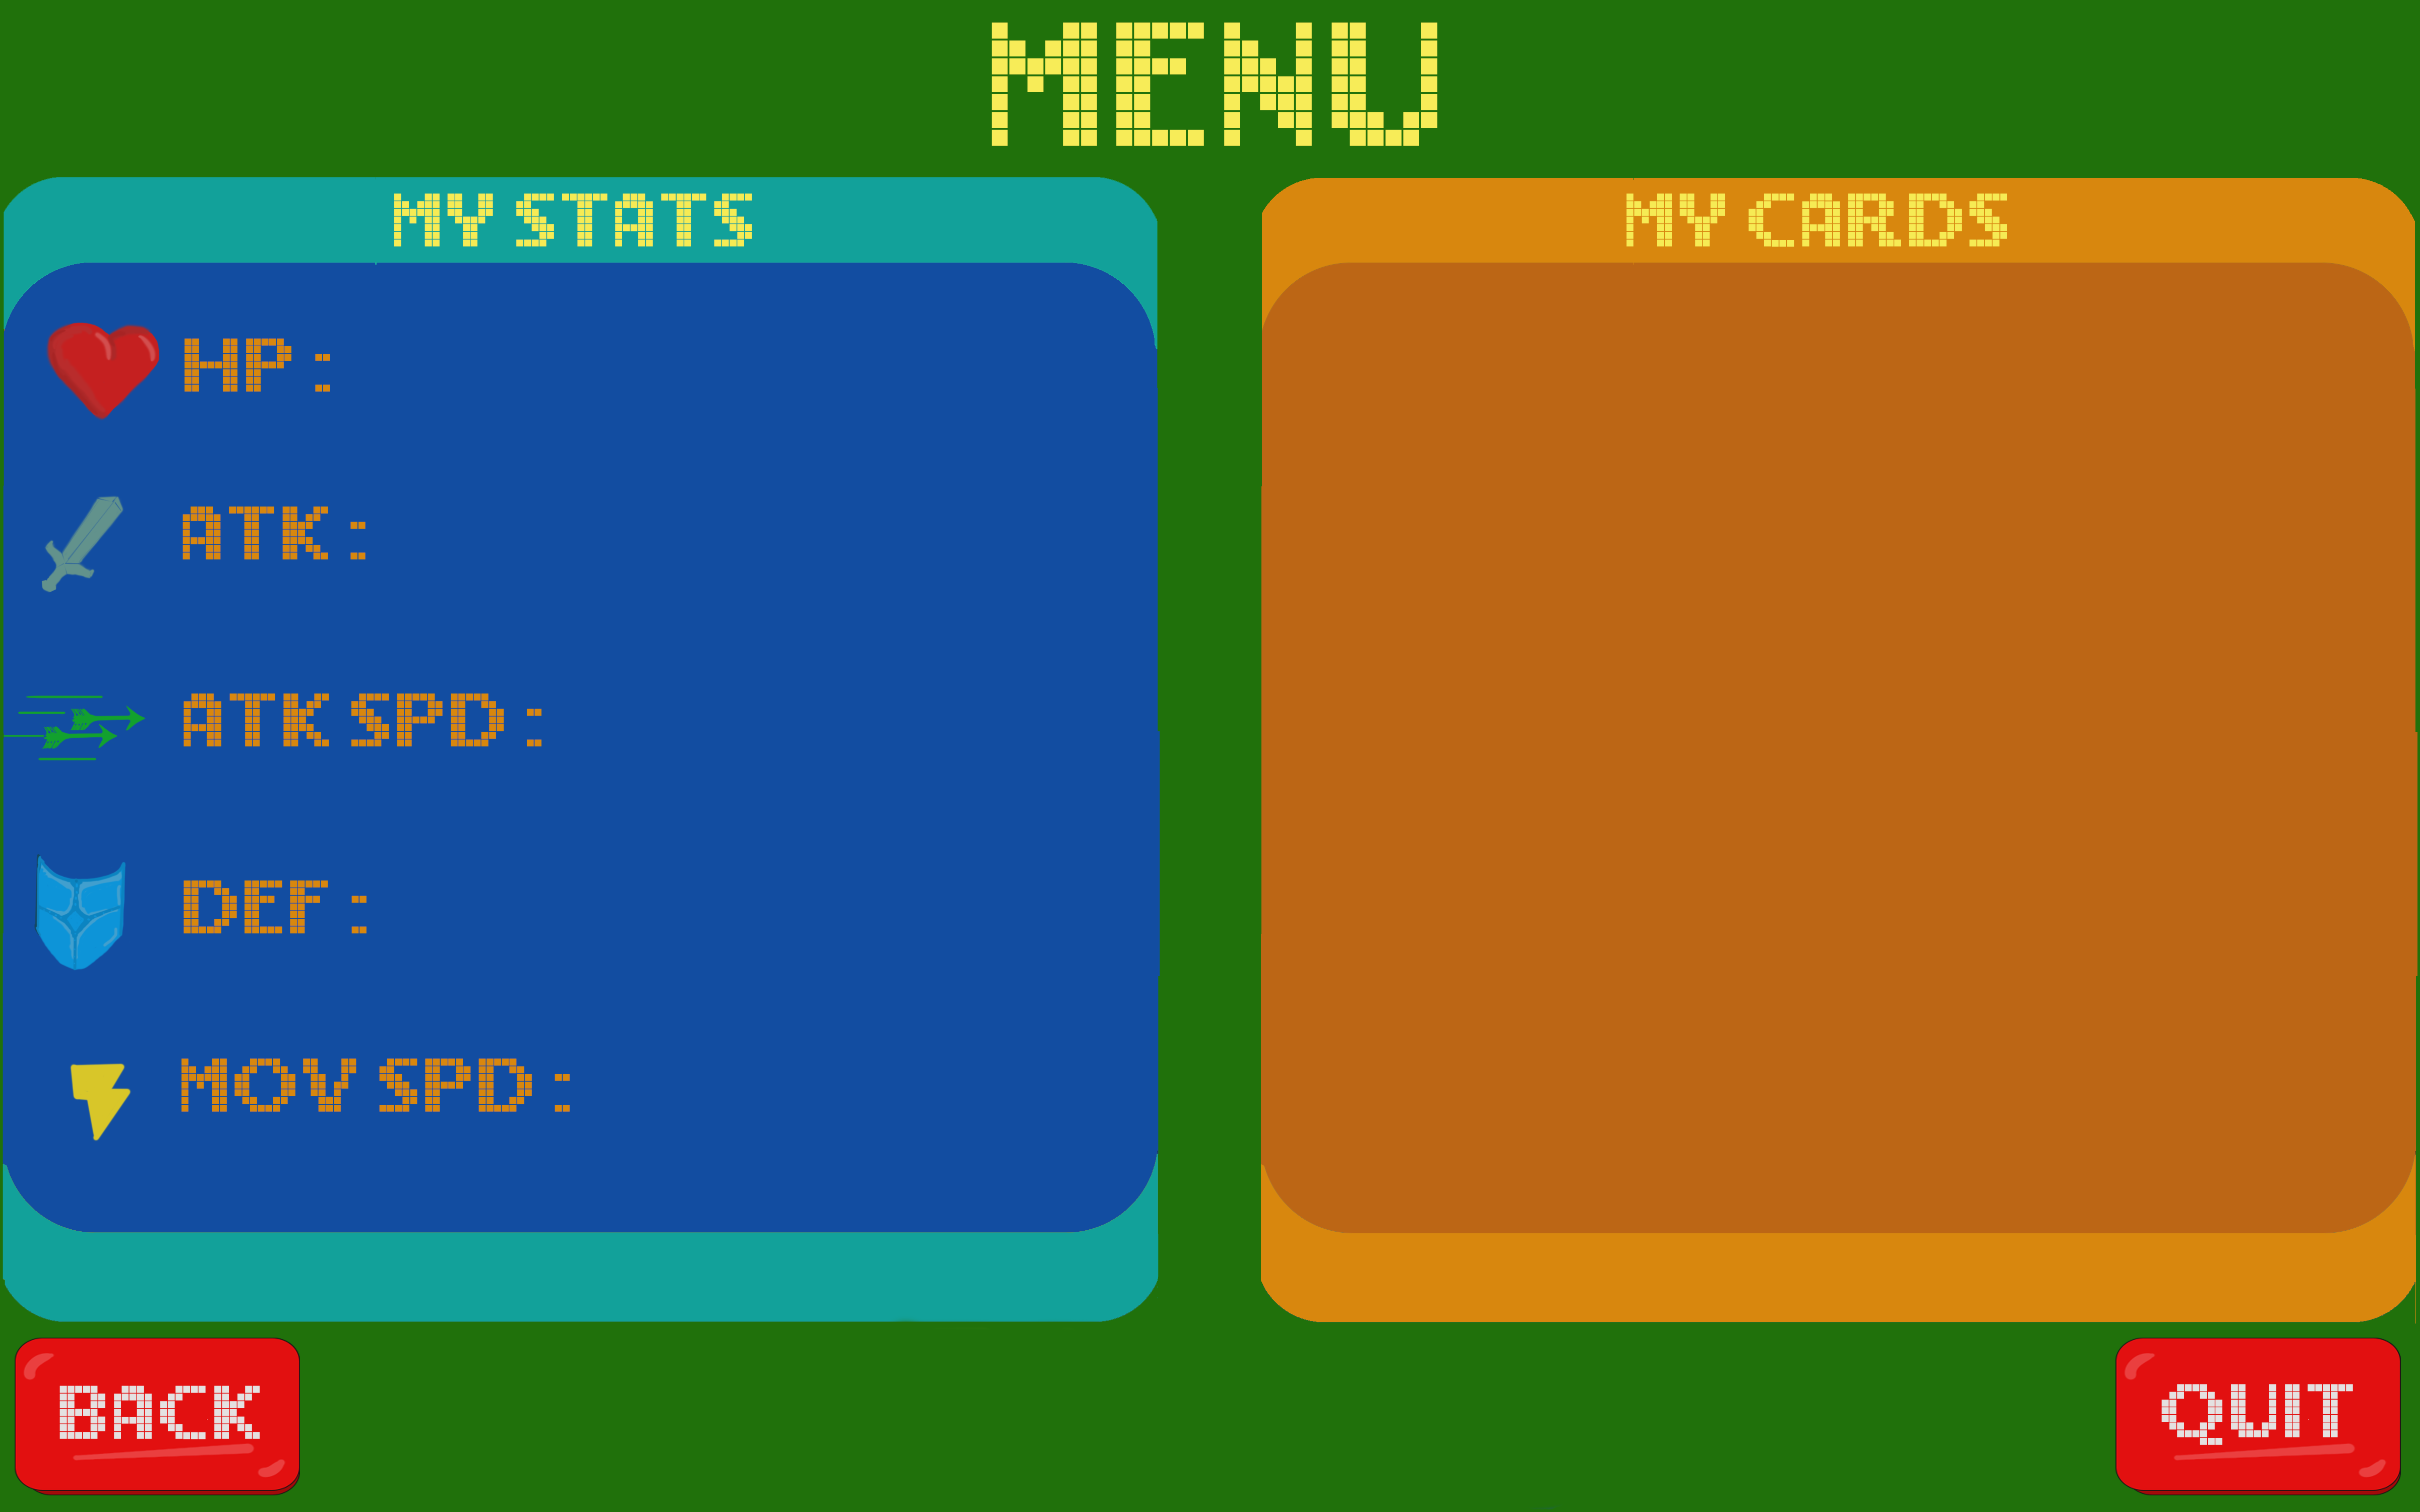 MENU
MY STATS
HP :
ATK :
ATK SPD :
DEF :
MOV SPD :
MY CARDS
BACK
QUIT